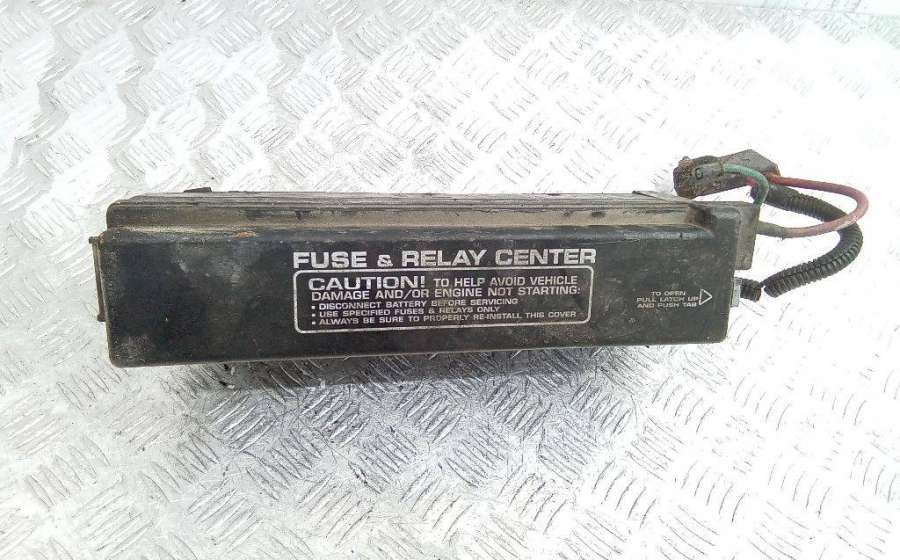 FUSE & RELAY CENTER
CAUTION! TO HELP AVOID VEHICLE
DAMAGE AND/OR ENGINE NOT STARTING:
• DISCONNECT BATTERY BEFORE SERVICING
• USE SPECIFIED FUSES & RELAYS ONLY
• ALWAYS BE SURE TO PROPERLY RE-INSTALL THIS COVER
TO OPEN
PULL LATCH UP
AND PUSH TAB